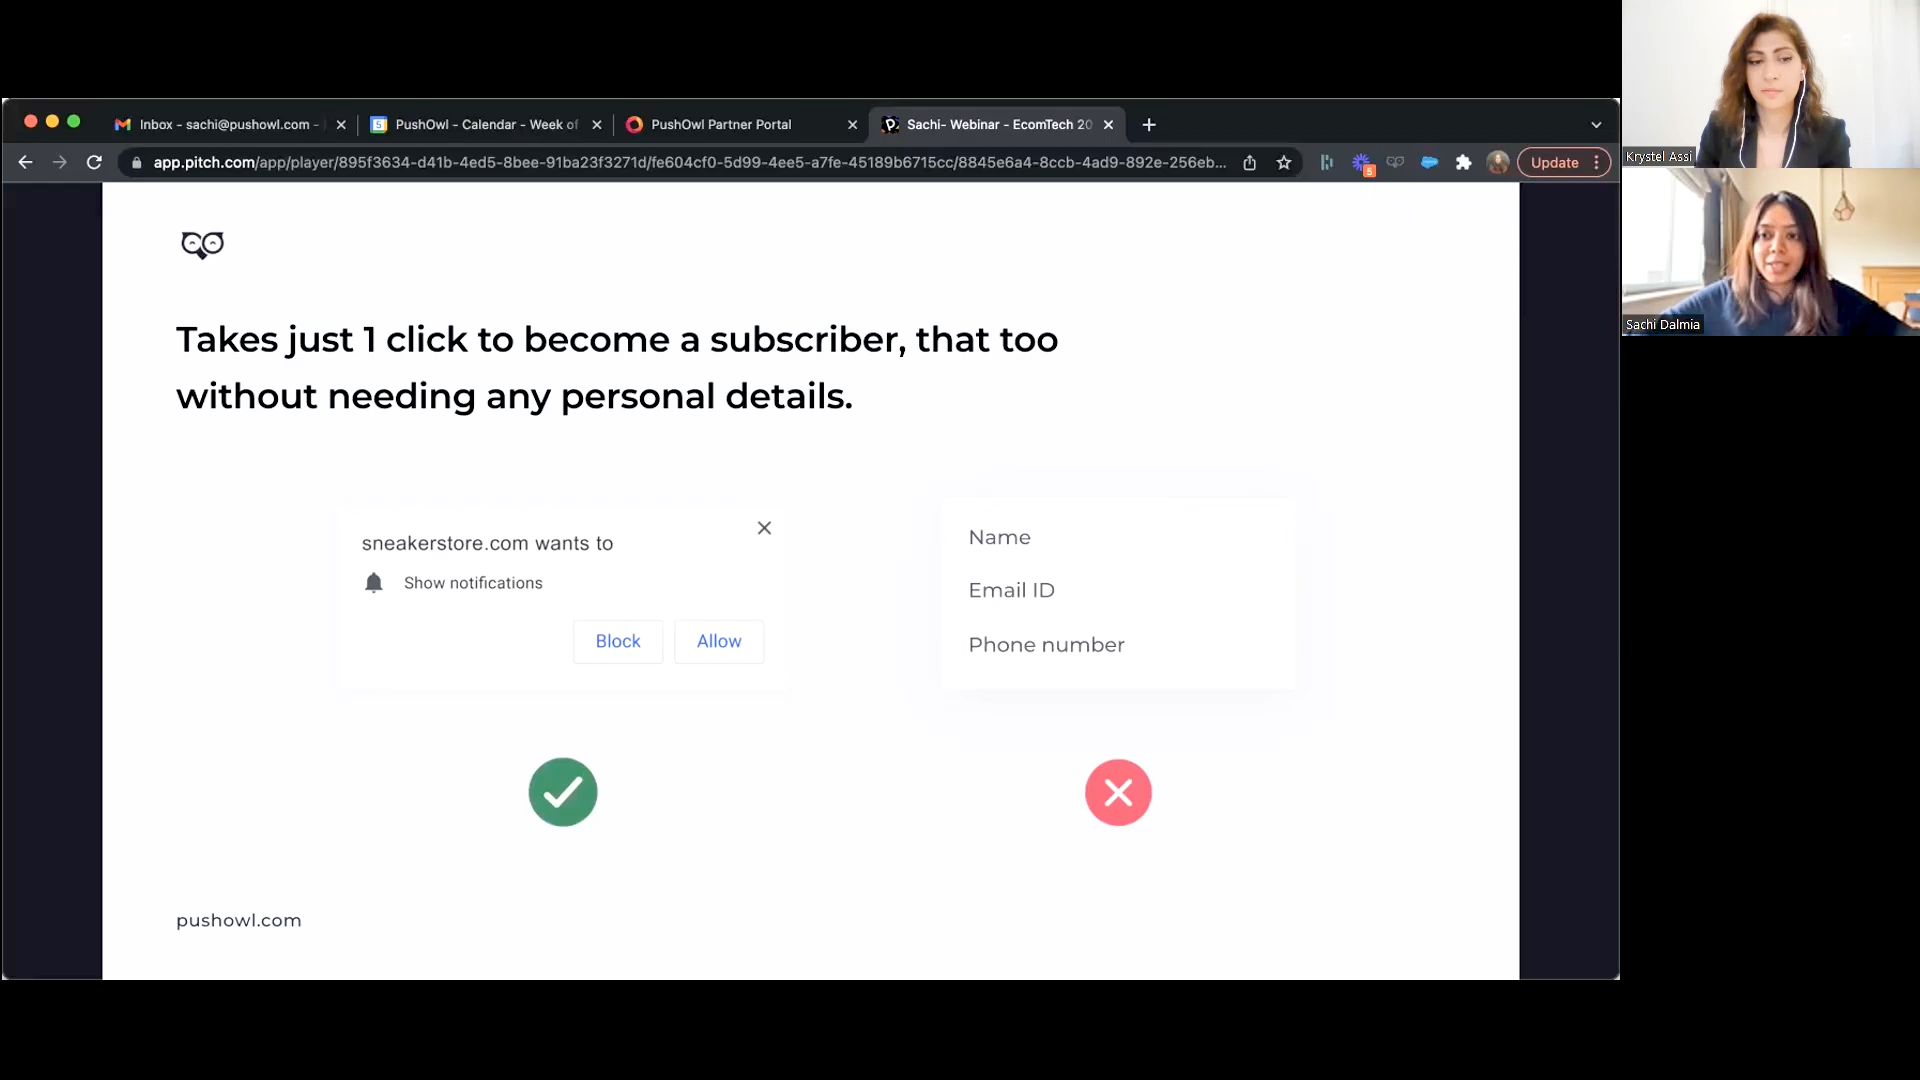 Inbox - sachi@pushowl.com -
PushOwl - Calendar - Week of
PushOwl Partner Portal
Sachi- Webinar - EcomTech 20
app.pitch.com/app/player/895f3634-d41b-4ed5-8bee-91ba23f3271d/fe604cf0-5d99-4ee5-a7fe-45189b6715cc/8845e6a4-8ccb-4ad9-892e-256eb...
5
Update
Krystel Assi
Sachi Dalmia
Takes just 1 click to become a subscriber, that too
without needing any personal details.
sneakerstore.com wants to
Show notifications
Block
Allow
Name
Email ID
Phone number
pushowl.com